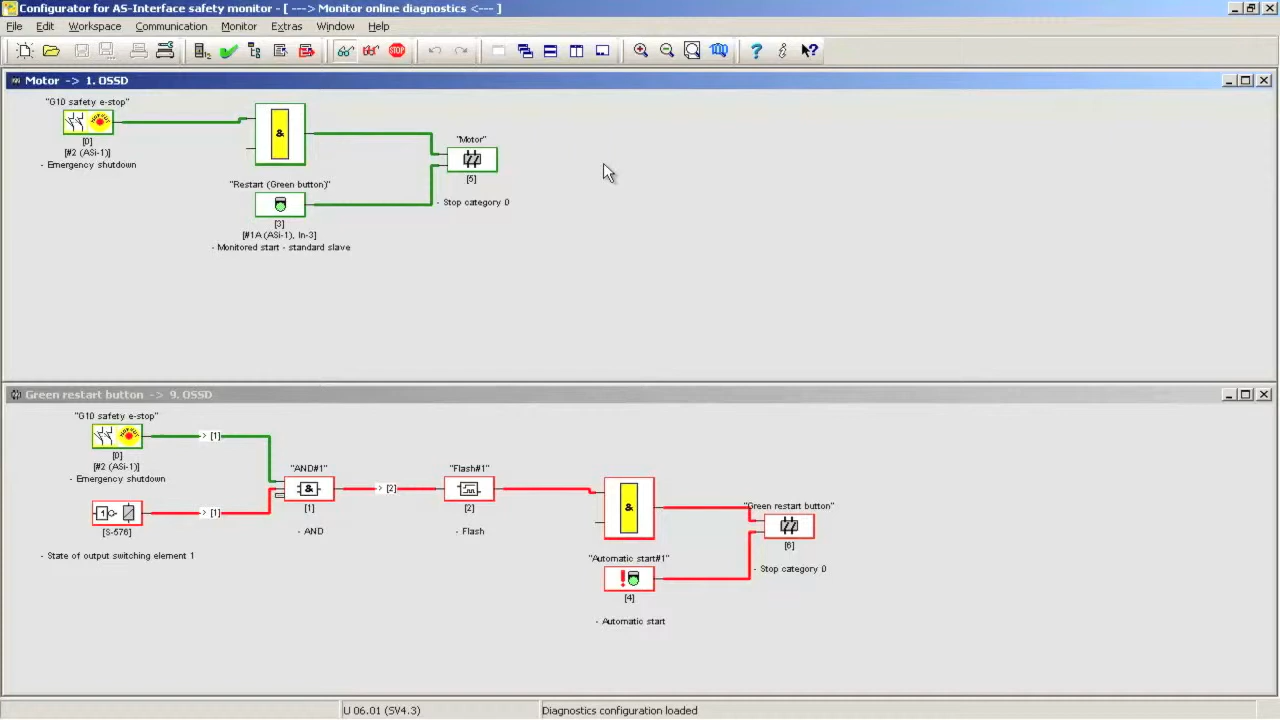 Configurator for AS-Interface safety monitor - [ ---> Monitor online diagnostics <--- ]
File Edit Workspace Communication Monitor Extras Window Help
STOP
Motor -> 1. OSSD
"G10 safety e-stop"
[0]
[#2 (ASi-1)]
- Emergency shutdown
&
"Motor"
[5]
- Stop category 0
"Restart (Green button)"
[3]
[#1A (ASi-1), In-3]
- Monitored start - standard slave
Green restart button -> 9. OSSD
"G10 safety e-stop"
> [1]
[0]
[#2 (ASi-1)]
- Emergency shutdown
> [1]
[S-576]
- State of output switching element 1
"AND#1"
&
[1]
- AND
> [2]
"Flash#1"
[2]
- Flash
&
"Green restart button"
[6]
- Stop category 0
"Automatic start#1"
[4]
- Automatic start
U 06.01 (SV4.3)
Diagnostics configuration loaded